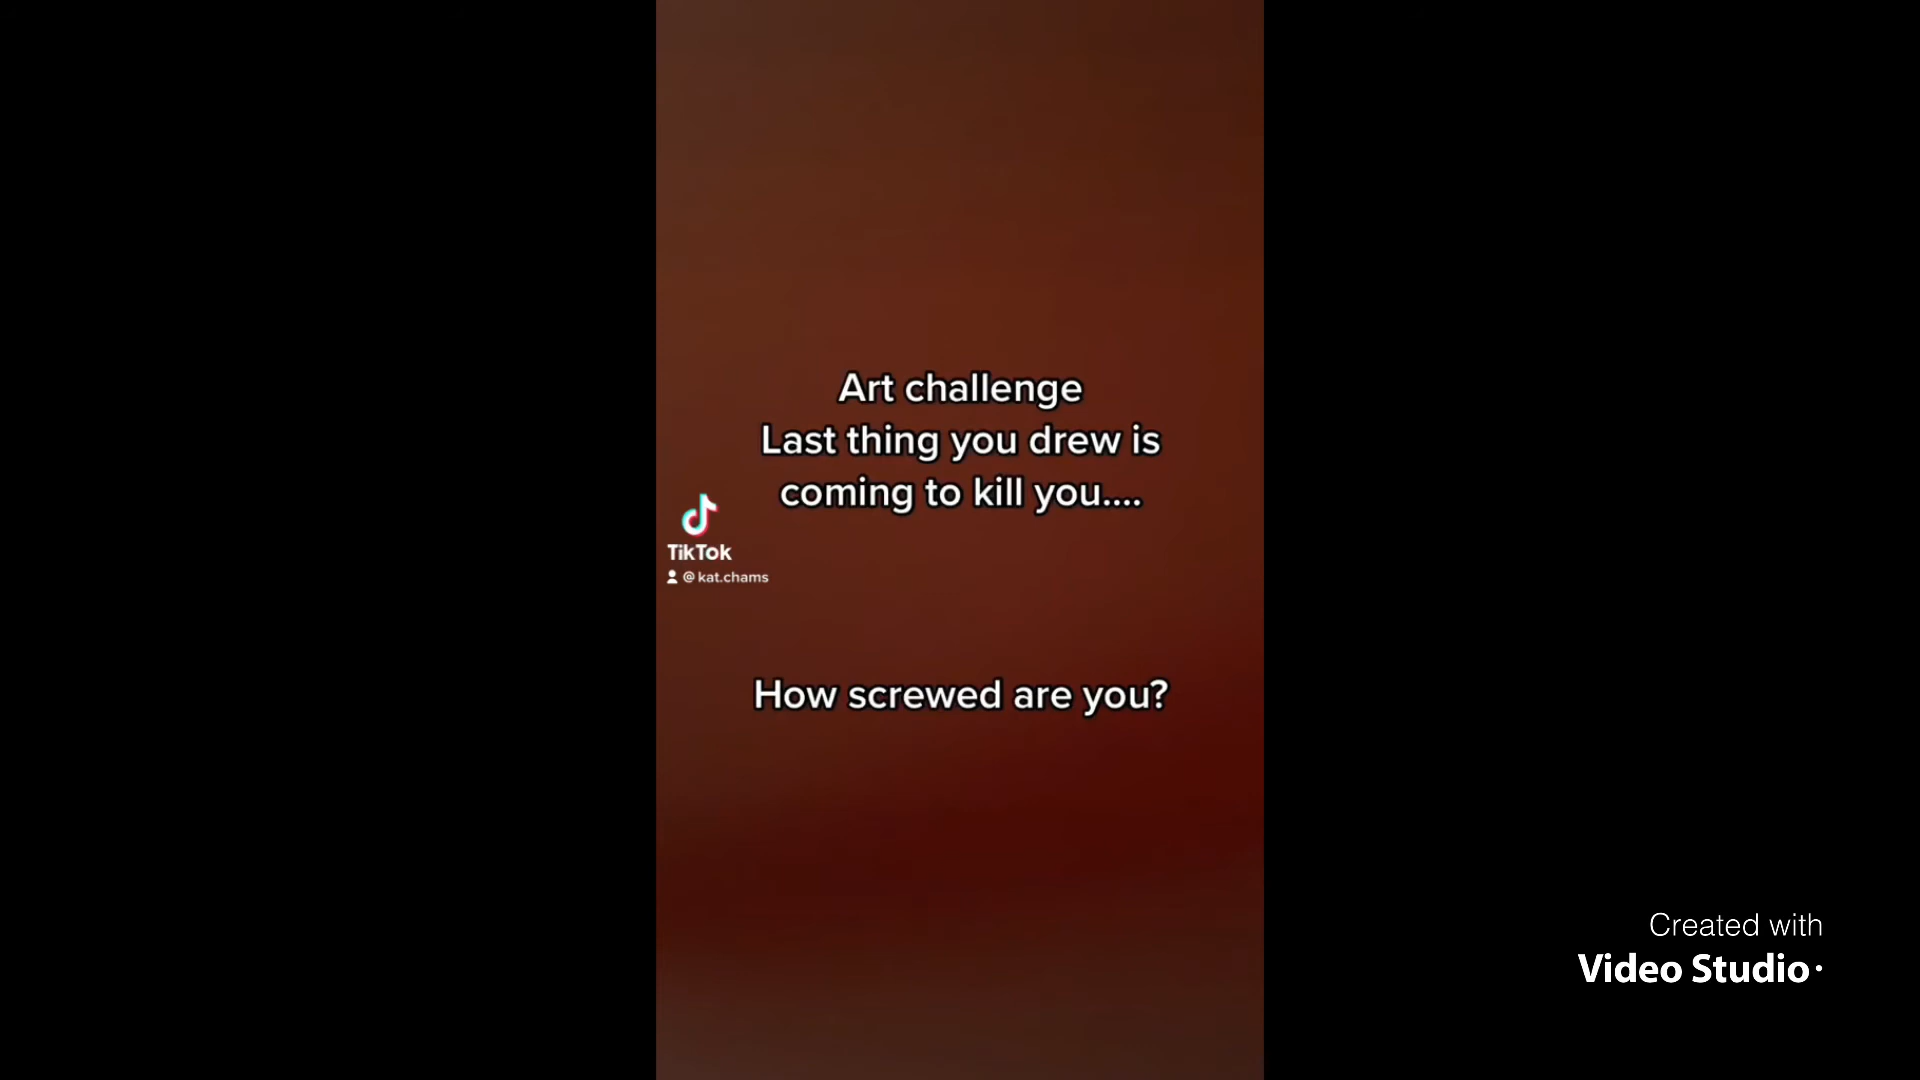 Art challenge
Last thing you drew is
coming to kill you....
TikTok
@kat.chams
How screwed are you?
Created with
Video Studio